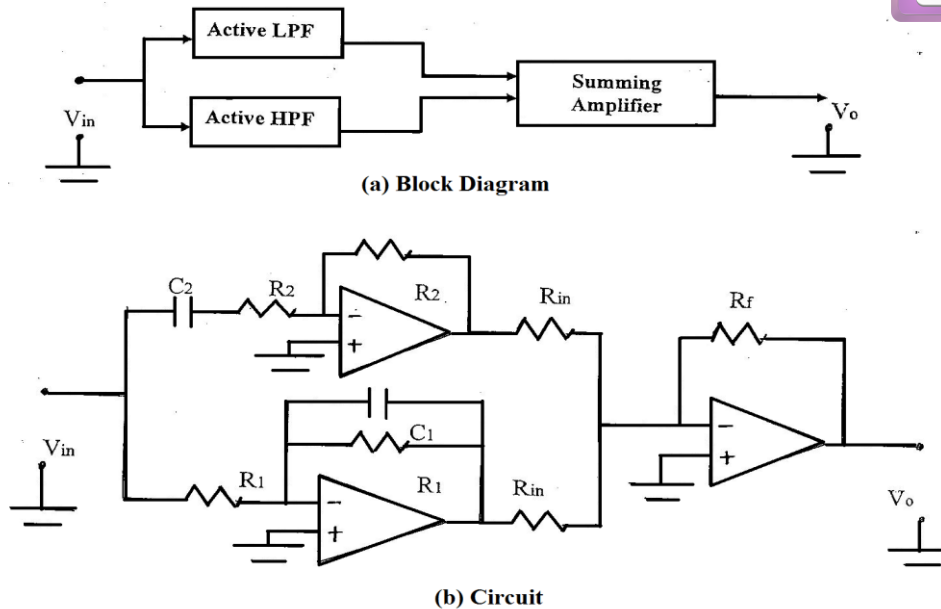 Active LPF
Summing
Amplifier
Vin
Active HPF
Vo
(a) Block Diagram
C2
R2
R2
Rin
Rf
Vin
C1
R1
R1
Rin
Vo
(b) Circuit